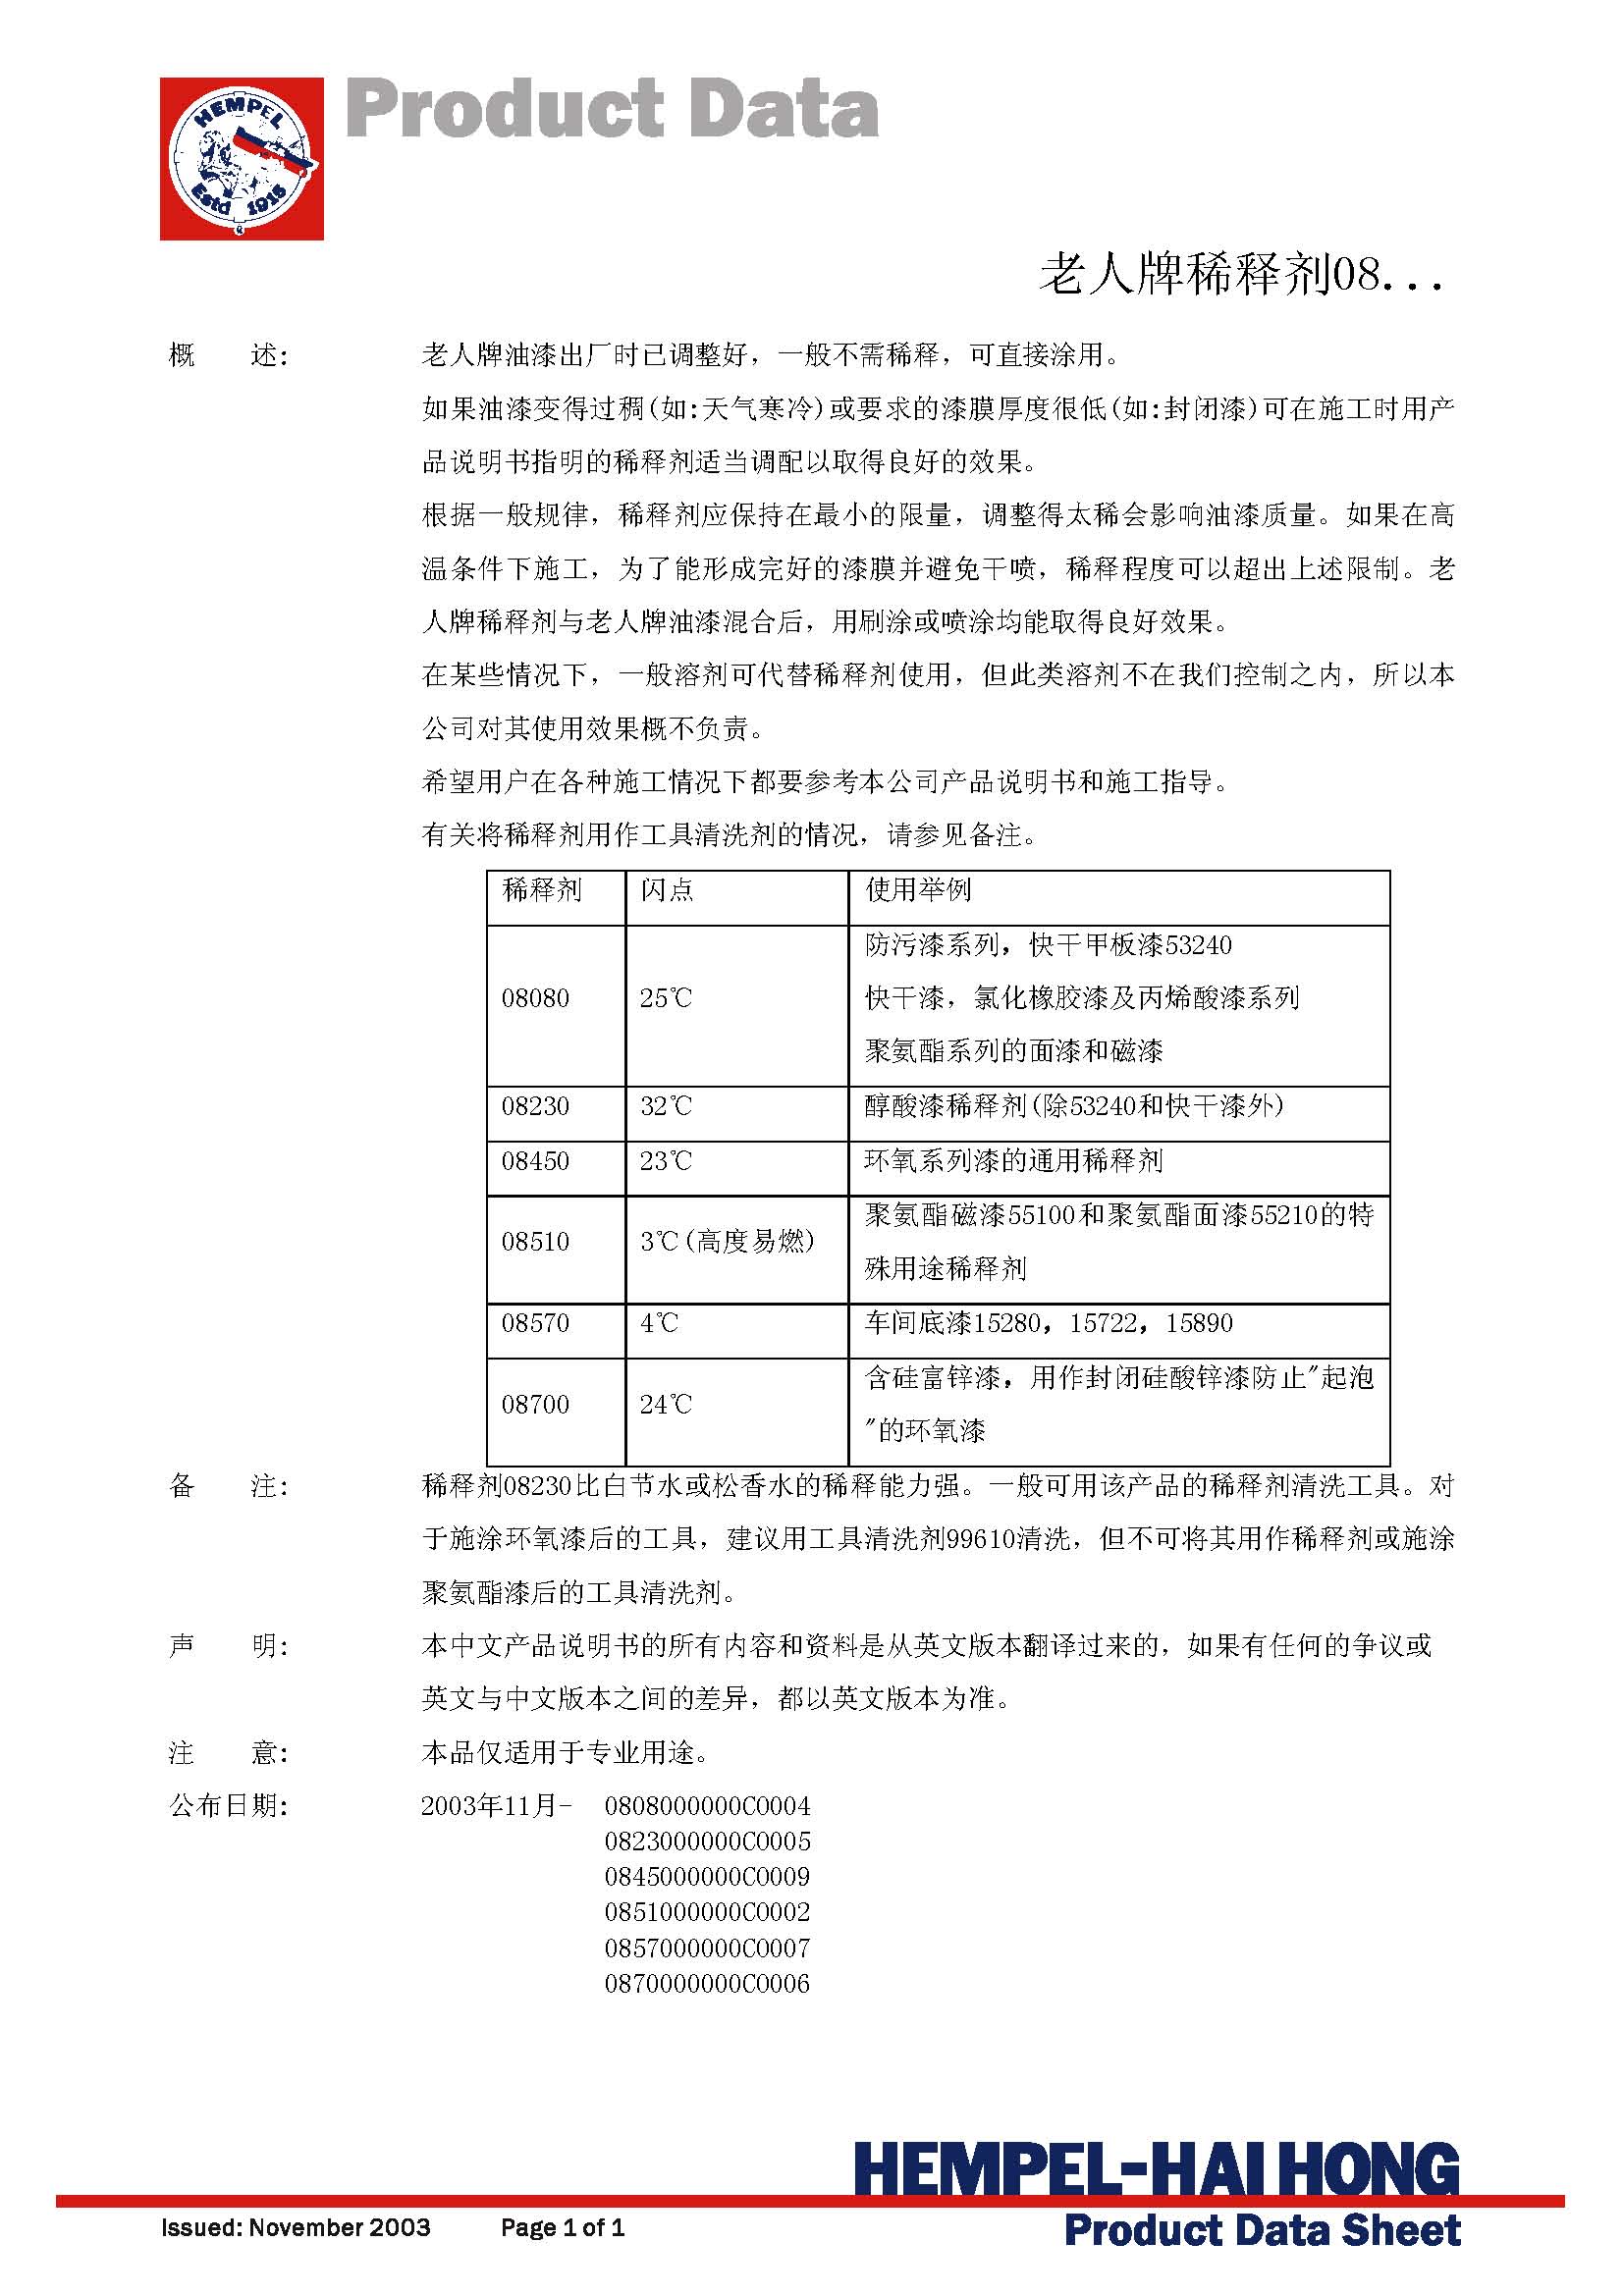 HEMPEL
Estd 1915
Product Data
老人牌稀释剂08...
概 述:
老人牌油漆出厂时已调整好，一般不需稀释，可直接涂用。
如果油漆变得过稠(如:天气寒冷)或要求的漆膜厚度很低(如:封闭漆)可在施工时用产
品说明书指明的稀释剂适当调配以取得良好的效果。
根据一般规律，稀释剂应保持在最小的限量，调整得太稀会影响油漆质量。如果在高
温条件下施工，为了能形成完好的漆膜并避免干喷，稀释程度可以超出上述限制。老
人牌稀释剂与老人牌油漆混合后，用刷涂或喷涂均能取得良好效果。
在某些情况下，一般溶剂可代替稀释剂使用，但此类溶剂不在我们控制之内，所以本
公司对其使用效果概不负责。
希望用户在各种施工情况下都要参考本公司产品说明书和施工指导。
有关将稀释剂用作工具清洗剂的情况，请参见备注。
稀释剂 闪点 使用举例
防污漆系列，快干甲板漆53240
08080 25℃ 快干漆，氯化橡胶漆及丙烯酸漆系列
聚氨酯系列的面漆和磁漆
08230 32℃ 醇酸漆稀释剂(除53240和快干漆外)
08450 23℃ 环氧系列漆的通用稀释剂
08510 3℃(高度易燃) 聚氨酯磁漆55100和聚氨酯面漆55210的特
殊用途稀释剂
08570 4℃ 车间底漆15280，15722，15890
08700 24℃ 含硅富锌漆，用作封闭硅酸锌漆防止"起泡
"的环氧漆
备 注:
稀释剂08230比白节水或松香水的稀释能力强。一般可用该产品的稀释剂清洗工具。对
于施涂环氧漆后的工具，建议用工具清洗剂99610清洗，但不可将其用作稀释剂或施涂
聚氨酯漆后的工具清洗剂。
声 明:
本中文产品说明书的所有内容和资料是从英文版本翻译过来的，如果有任何的争议或
英文与中文版本之间的差异，都以英文版本为准。
注 意:
本品仅适用于专业用途。
公布日期:
2003年11月- 0808000000C0004
0823000000C0005
0845000000C0009
0851000000C0002
0857000000C0007
0870000000C0006
HEMPEL-HAI HONG
Issued: November 2003 Page 1 of 1
Product Data Sheet